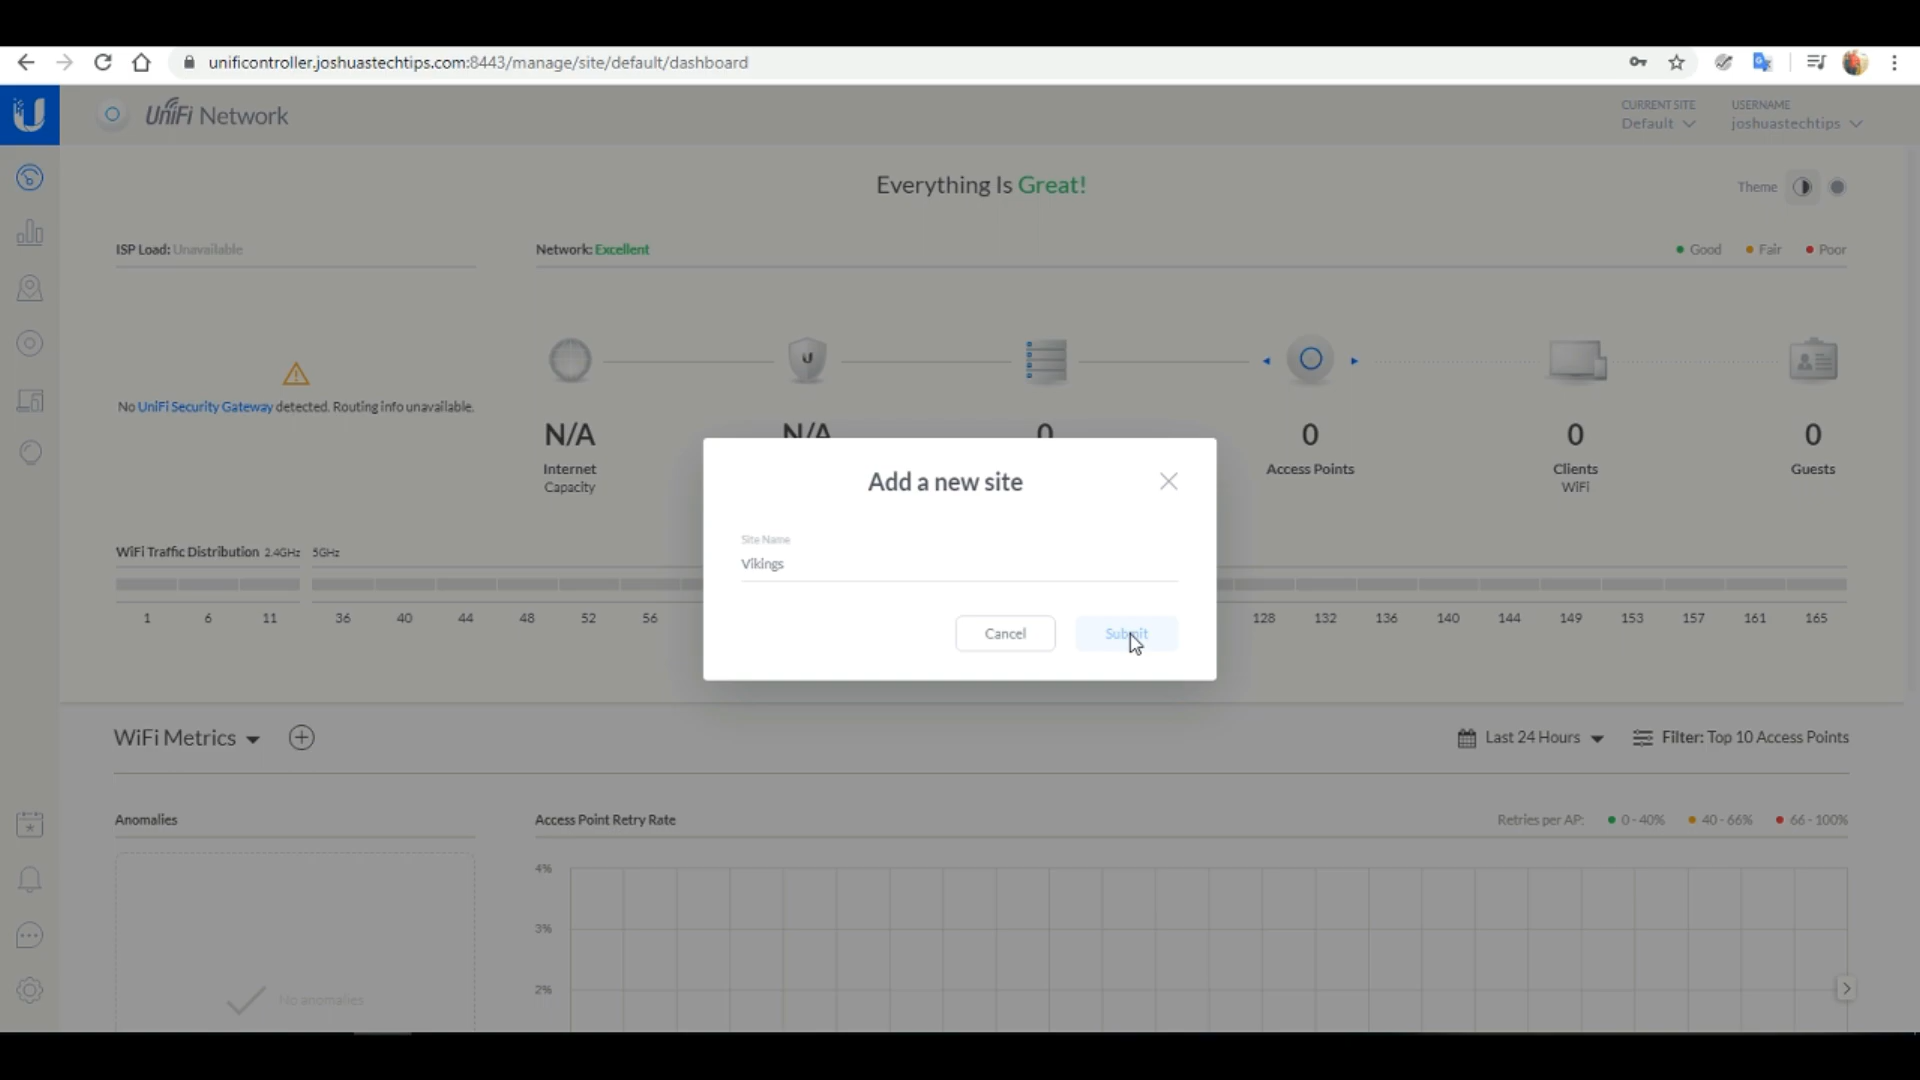 unificontroller.joshuastechtips.com:8443/manage/site/default/dashboard
UniFi Network
CURRENT SITE
Default
USERNAME
joshuastechtips
Everything Is Great!
Theme
ISP Load: Unavailable
Network: Excellent
Good
Fair
Poor
No UniFi Security Gateway detected. Routing info unavailable.
N/A
Internet
Capacity
N/A
0
0
Access Points
0
Clients
WiFi
0
Guests
Add a new site
Site Name
Vikings
Cancel
Submit
WiFi Traffic Distribution 2.4GHz 5GHz
1 6 11 36 40 44 48 52 56 128 132 136 140 144 149 153 157 161 165
WiFi Metrics
Last 24 Hours
Filter: Top 10 Access Points
Anomalies
No anomalies
Access Point Retry Rate
Retries per AP:
0 - 40%
40 - 66%
66 - 100%
4%
3%
2%